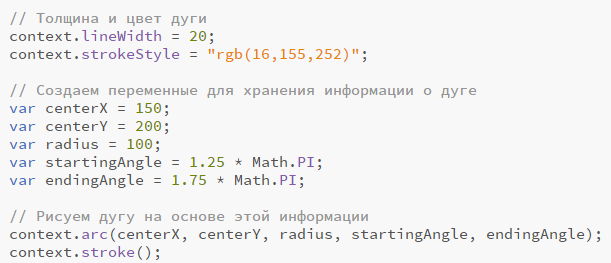 // Толщина и цвет дуги
context.lineWidth = 20;
context.strokeStyle = "rgb(16,155,252)";
// Создаем переменные для хранения информации о дуге
var centerX = 150;
var centerY = 200;
var radius = 100;
var startingAngle = 1.25 * Math.PI;
var endingAngle = 1.75 * Math.PI;
// Рисуем дугу на основе этой информации
context.arc(centerX, centerY, radius, startingAngle, endingAngle);
context.stroke();